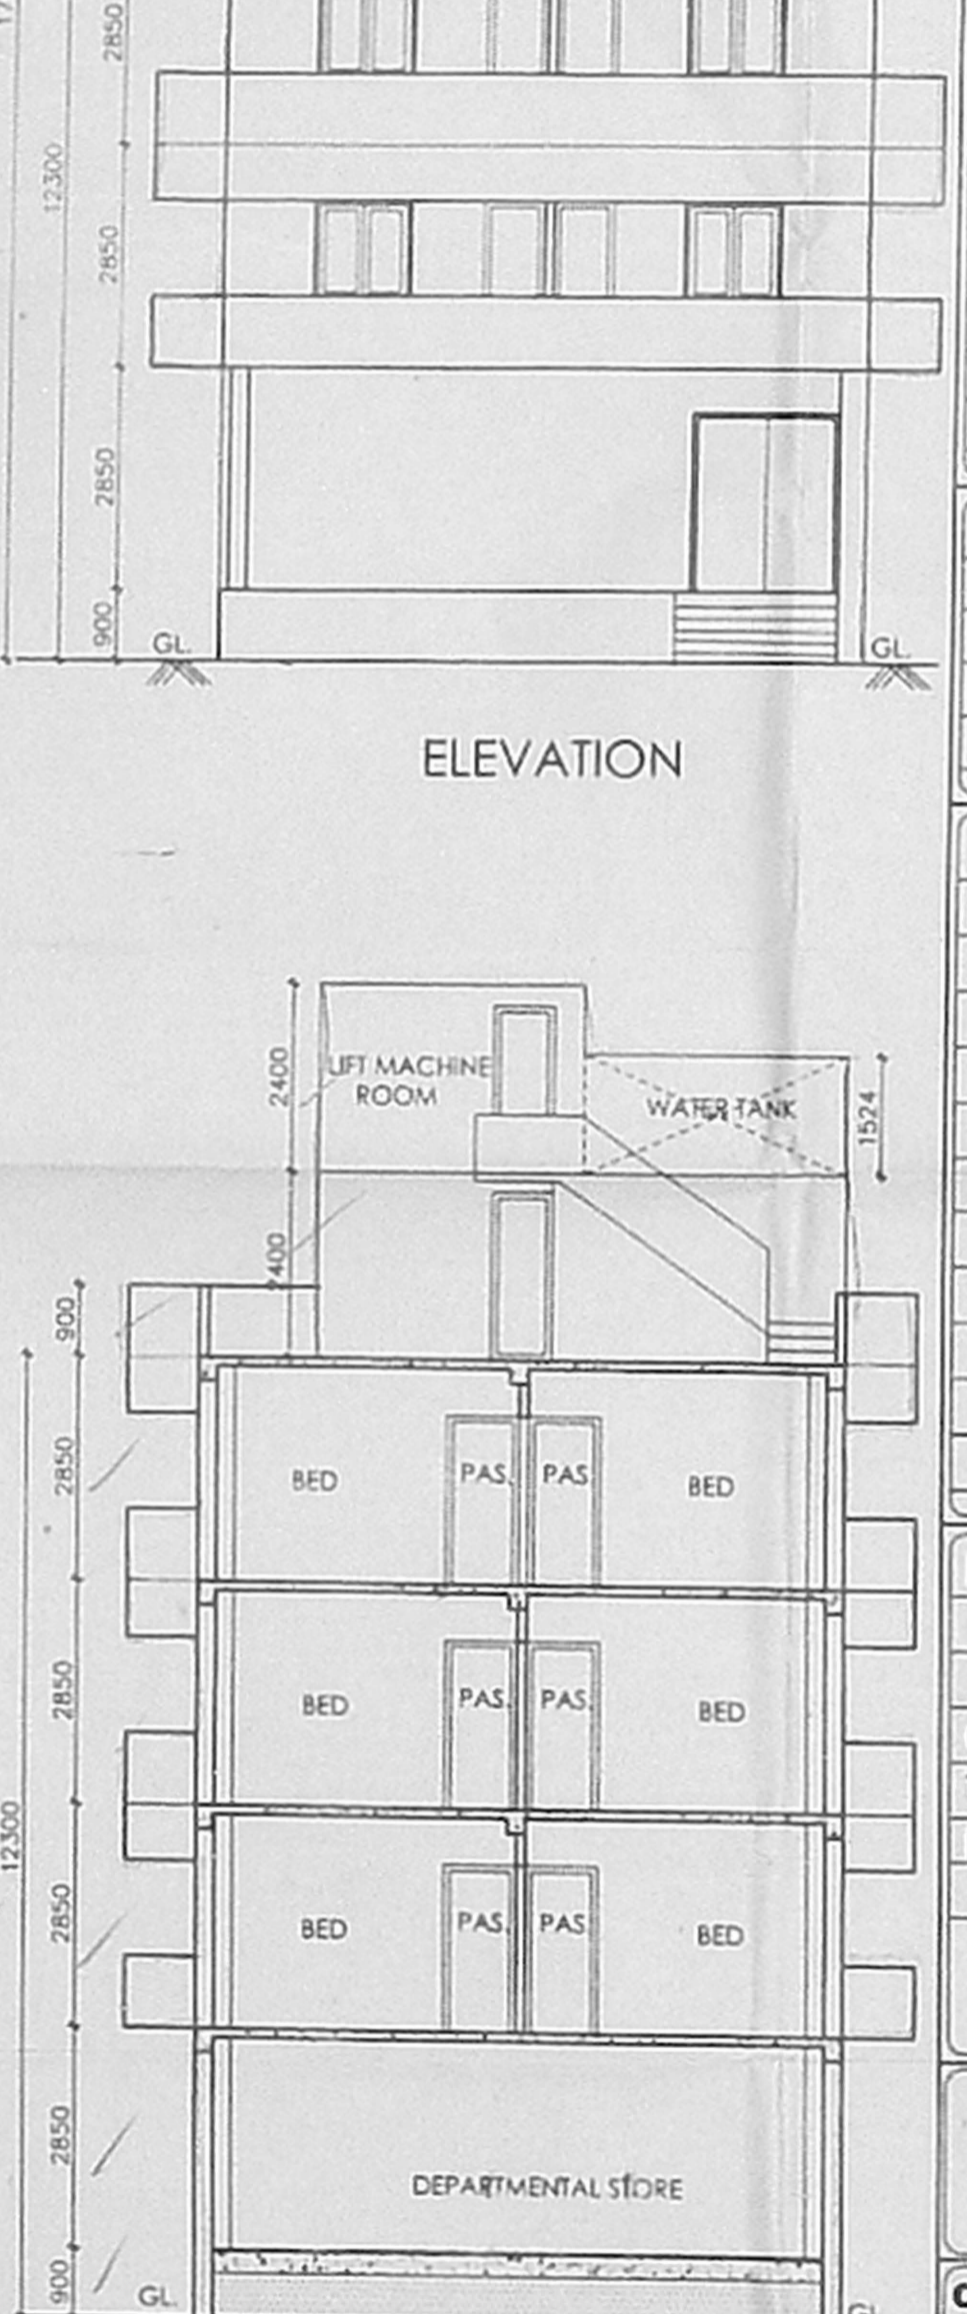 17
2850
12300
2850
2850
900
GL.
GL.
ELEVATION
2400
LIFT MACHINE
ROOM
WATER TANK
1524
2400
900
2850
BED
PAS.
PAS
BED
2850
BED
PAS.
PAS.
BED
12300
2850
BED
PAS.
PAS
BED
2850
DEPARTMENTAL STORE
900
GL.
GL